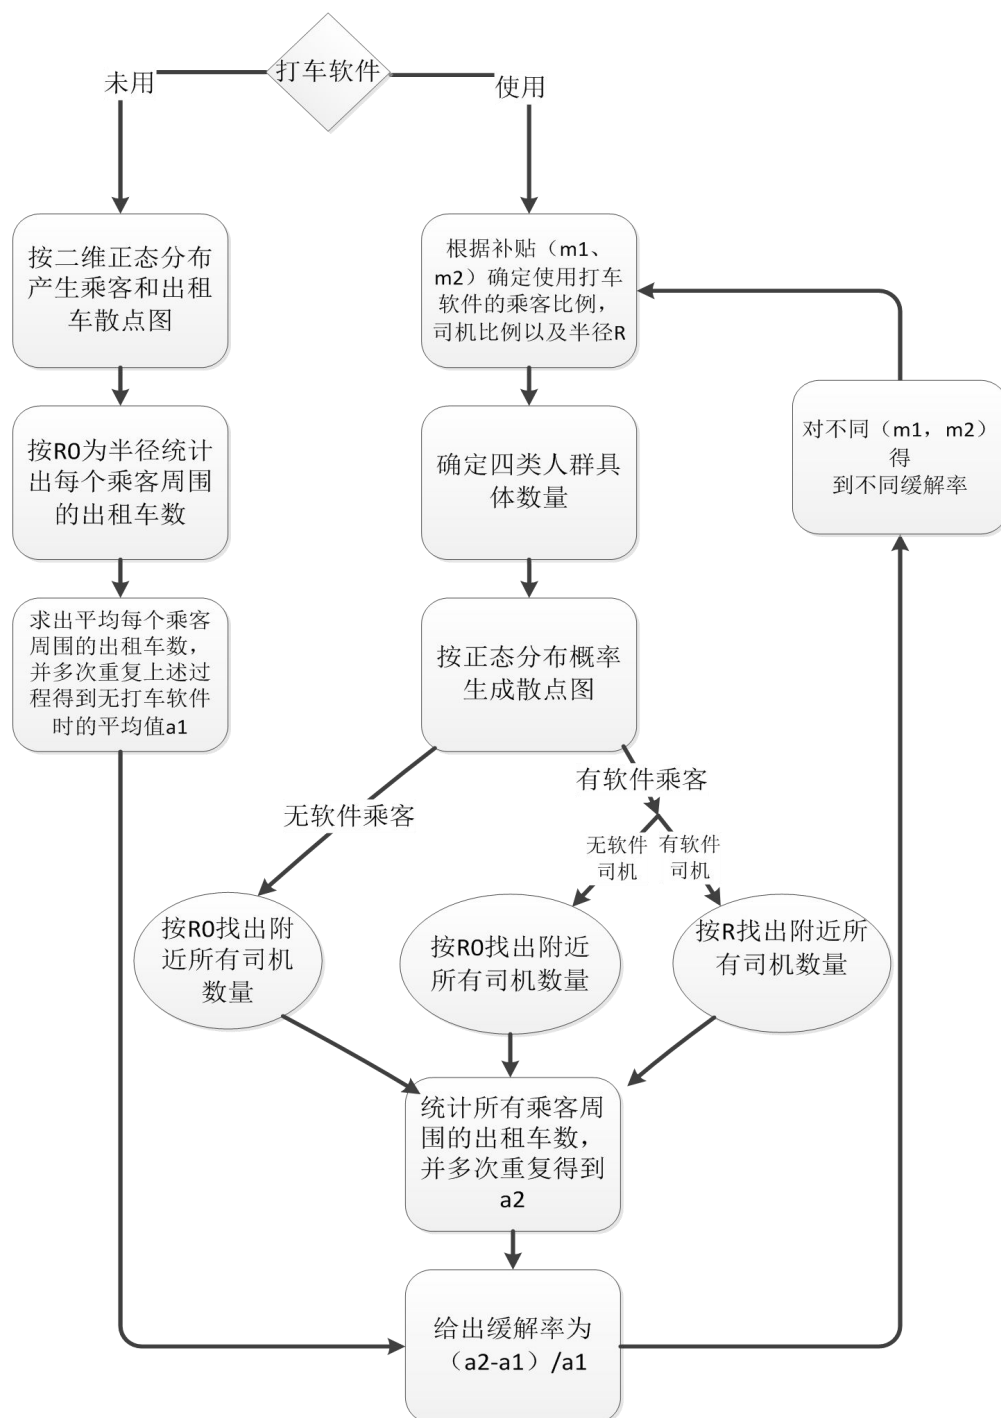 打车软件
未用
使用
按二维正态分布
产生乘客和出租
车散点图
根据补贴（m1、
m2）确定使用打车
软件的乘客比例，
司机比例以及半径R
按R0为半径统计
出每个乘客周围
的出租车数
确定四类人群具
体数量
对不同（m1，m2）
得
到不同缓解率
求出平均每个乘客
周围的出租车数，
并多次重复上述过
程得到无打车软件
时的平均值a1
按正态分布概率
生成散点图
无软件乘客
有软件乘客
无软件
司机
有软件
司机
按R0找出附
近所有司机
数量
按R0找出附近
所有司机数量
按R找出附近所
有司机数量
统计所有乘客周
围的出租车数，
并多次重复得到
a2
给出缓解率为
（a2-a1）/a1